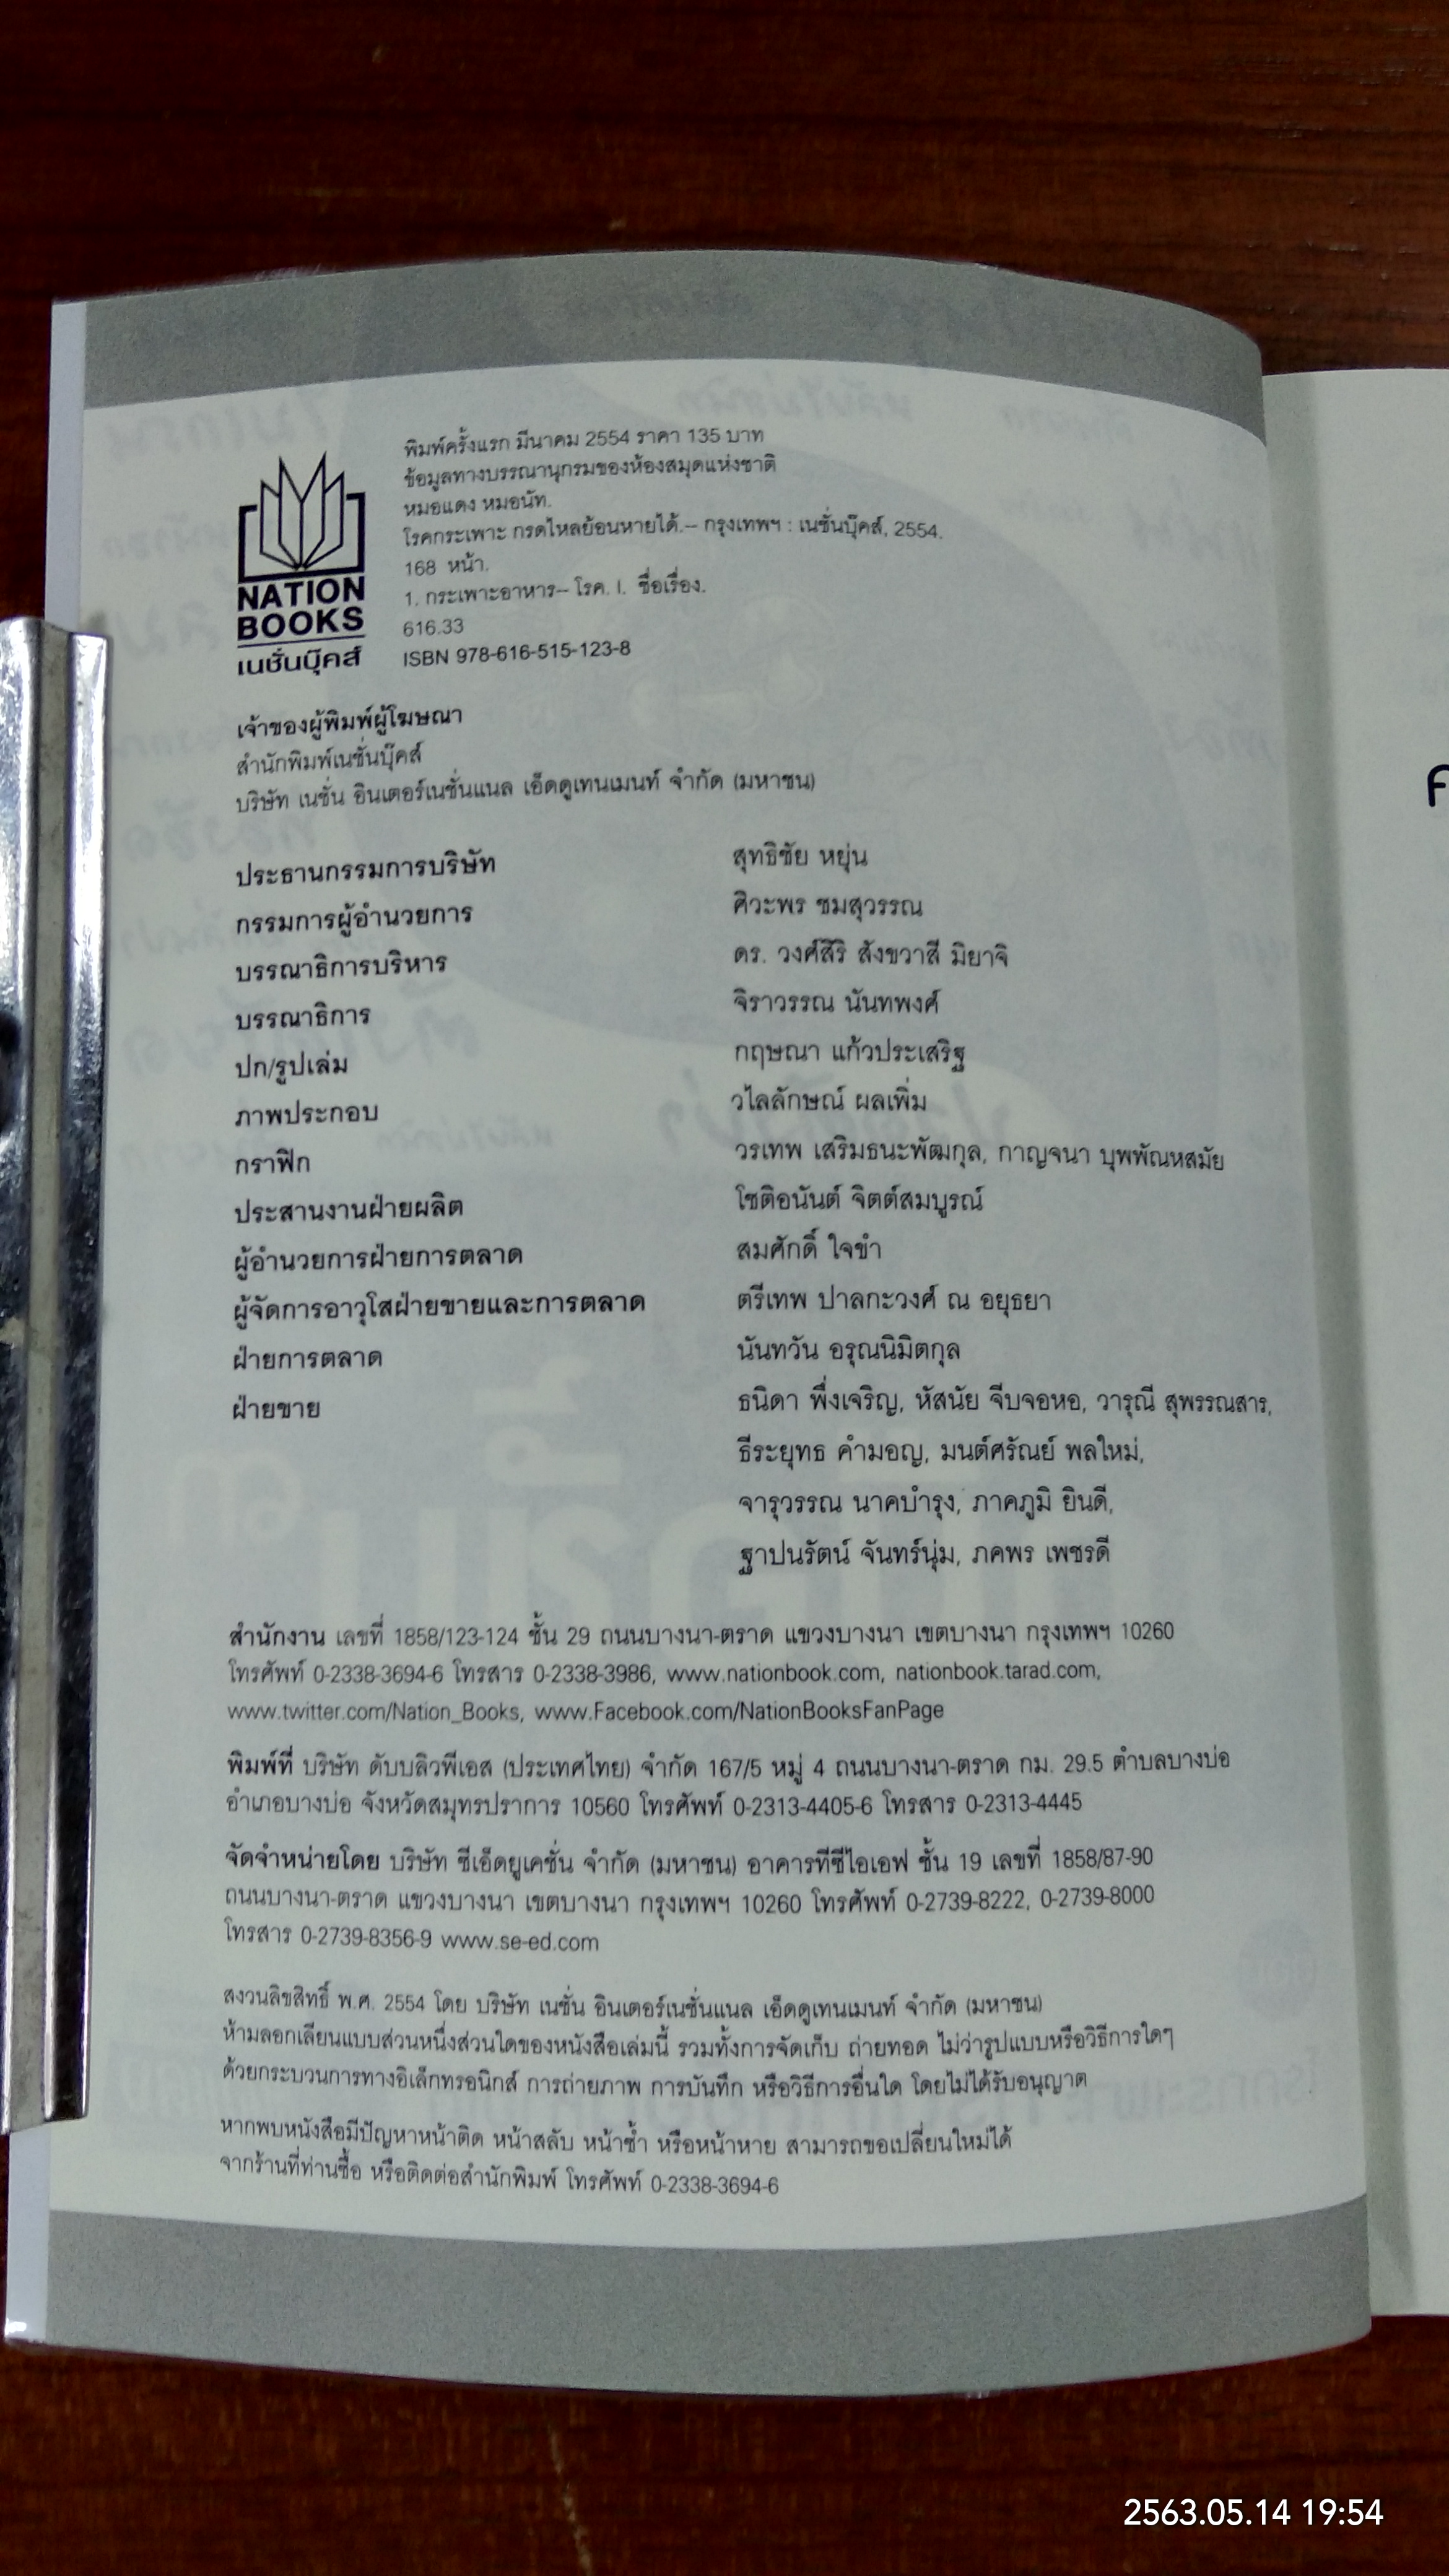 พิมพ์ครั้งแรก มีนาคม 2554 ราคา 135 บาท
ข้อมูลทางบรรณานุกรมของห้องสมุดแห่งชาติ
หมอแดง หมอนัท.
โรคกระเพาะ กรดไหลย้อนหายได้.-- กรุงเทพฯ : เนชั่นบุ๊คส์, 2554.
168 หน้า.
1. กระเพาะอาหาร-- โรค. I. ชื่อเรื่อง.
616.33
ISBN 978-616-515-123-8
NATION
BOOKS
เนชั่นบุ๊คส์
เจ้าของผู้พิมพ์ผู้โฆษณา
สำนักพิมพ์เนชั่นบุ๊คส์
บริษัท เนชั่น อินเตอร์เนชั่นแนล เอ็ดดูเทนเมนท์ จำกัด (มหาชน)
ประธานกรรมการบริษัท สุทธิชัย หยุ่น
กรรมการผู้อำนวยการ ศิวะพร ชมสุวรรณ
บรรณาธิการบริหาร ดร. วงศ์สิริ สังขวาสี มิยาจิ
บรรณาธิการ จิราวรรณ นันทพงศ์
ปก/รูปเล่ม กฤษณา แก้วประเสริฐ
ภาพประกอบ วไลลักษณ์ ผลเพิ่ม
กราฟิก วรเทพ เสริมธนะพัฒกุล, กาญจนา บุพพัณหสมัย
ประสานงานฝ่ายผลิต โชติอนันต์ จิตต์สมบูรณ์
ผู้อำนวยการฝ่ายการตลาด สมศักดิ์ ใจขำ
ผู้จัดการอาวุโสฝ่ายขายและการตลาด ตรีเทพ ปาลกะวงศ์ ณ อยุธยา
ฝ่ายการตลาด นันทวัน อรุณนิมิตกุล
ฝ่ายขาย ธนิดา พึ่งเจริญ, หัสนัย จีบจอหอ, วารุณี สุพรรณสาร,
ธีระยุทธ คำมอญ, มนต์ศรัณย์ พลใหม่,
จารุวรรณ นาคบำรุง, ภาคภูมิ ยินดี,
ฐาปนรัตน์ จันทร์นุ่ม, ภคพร เพชรดี
สำนักงาน เลขที่ 1858/123-124 ชั้น 29 ถนนบางนา-ตราด แขวงบางนา เขตบางนา กรุงเทพฯ 10260
โทรศัพท์ 0-2338-3694-6 โทรสาร 0-2338-3986, www.nationbook.com, nationbook.tarad.com,
www.twitter.com/Nation_Books, www.Facebook.com/NationBooksFanPage
พิมพ์ที่ บริษัท ดับบลิวพีเอส (ประเทศไทย) จำกัด 167/5 หมู่ 4 ถนนบางนา-ตราด กม. 29.5 ตำบลบางบ่อ
อำเภอบางบ่อ จังหวัดสมุทรปราการ 10560 โทรศัพท์ 0-2313-4405-6 โทรสาร 0-2313-4445
จัดจำหน่ายโดย บริษัท ซีเอ็ดยูเคชั่น จำกัด (มหาชน) อาคารทีซีไอเอฟ ชั้น 19 เลขที่ 1858/87-90
ถนนบางนา-ตราด แขวงบางนา เขตบางนา กรุงเทพฯ 10260 โทรศัพท์ 0-2739-8222, 0-2739-8000
โทรสาร 0-2739-8356-9 www.se-ed.com
สงวนลิขสิทธิ์ พ.ศ. 2554 โดย บริษัท เนชั่น อินเตอร์เนชั่นแนล เอ็ดดูเทนเมนท์ จำกัด (มหาชน)
ห้ามลอกเลียนแบบส่วนหนึ่งส่วนใดของหนังสือเล่มนี้ รวมทั้งการจัดเก็บ ถ่ายทอด ไม่ว่ารูปแบบหรือวิธีการใดๆ
ด้วยกระบวนการทางอิเล็กทรอนิกส์ การถ่ายภาพ การบันทึก หรือวิธีการอื่นใด โดยไม่ได้รับอนุญาต
หากพบหนังสือมีปัญหาหน้าติด หน้าสลับ หน้าซ้ำ หรือหน้าหาย สามารถขอเปลี่ยนใหม่ได้
จากร้านที่ท่านซื้อ หรือติดต่อสำนักพิมพ์ โทรศัพท์ 0-2338-3694-6
2563.05.14 19:54